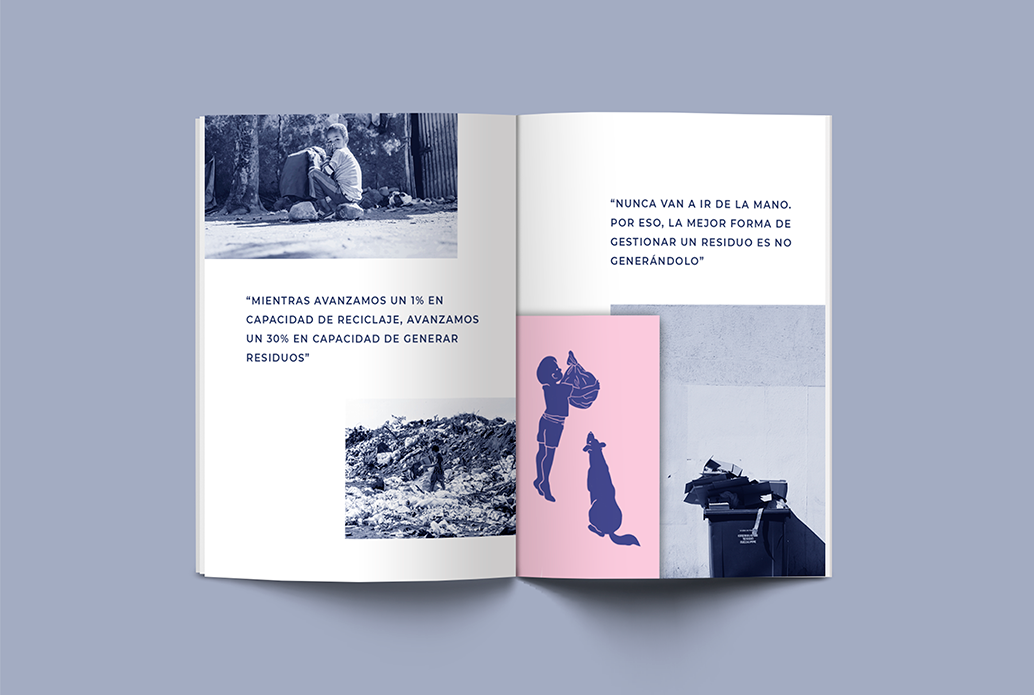 “MIENTRAS AVANZAMOS UN 1% EN
CAPACIDAD DE RECICLAJE, AVANZAMOS
UN 30% EN CAPACIDAD DE GENERAR
RESIDUOS”
“NUNCA VAN A IR DE LA MANO.
POR ESO, LA MEJOR FORMA DE
GESTIONAR UN RESIDUO ES NO
GENERÁNDOLO”